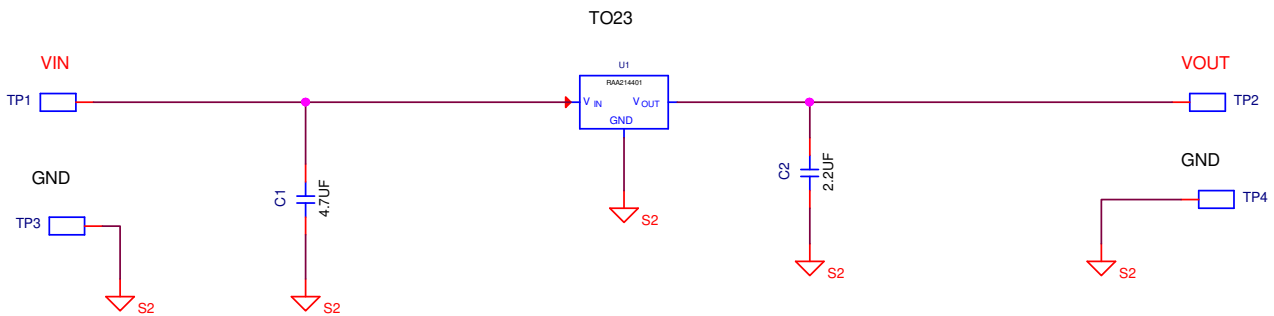 TO23
VIN
VOUT
U1
RAA214401
TP1
V IN
V OUT
TP2
GND
GND
GND
C1
4.7UF
C2
2.2UF
TP3
TP4
S2
S2
S2
S2
S2